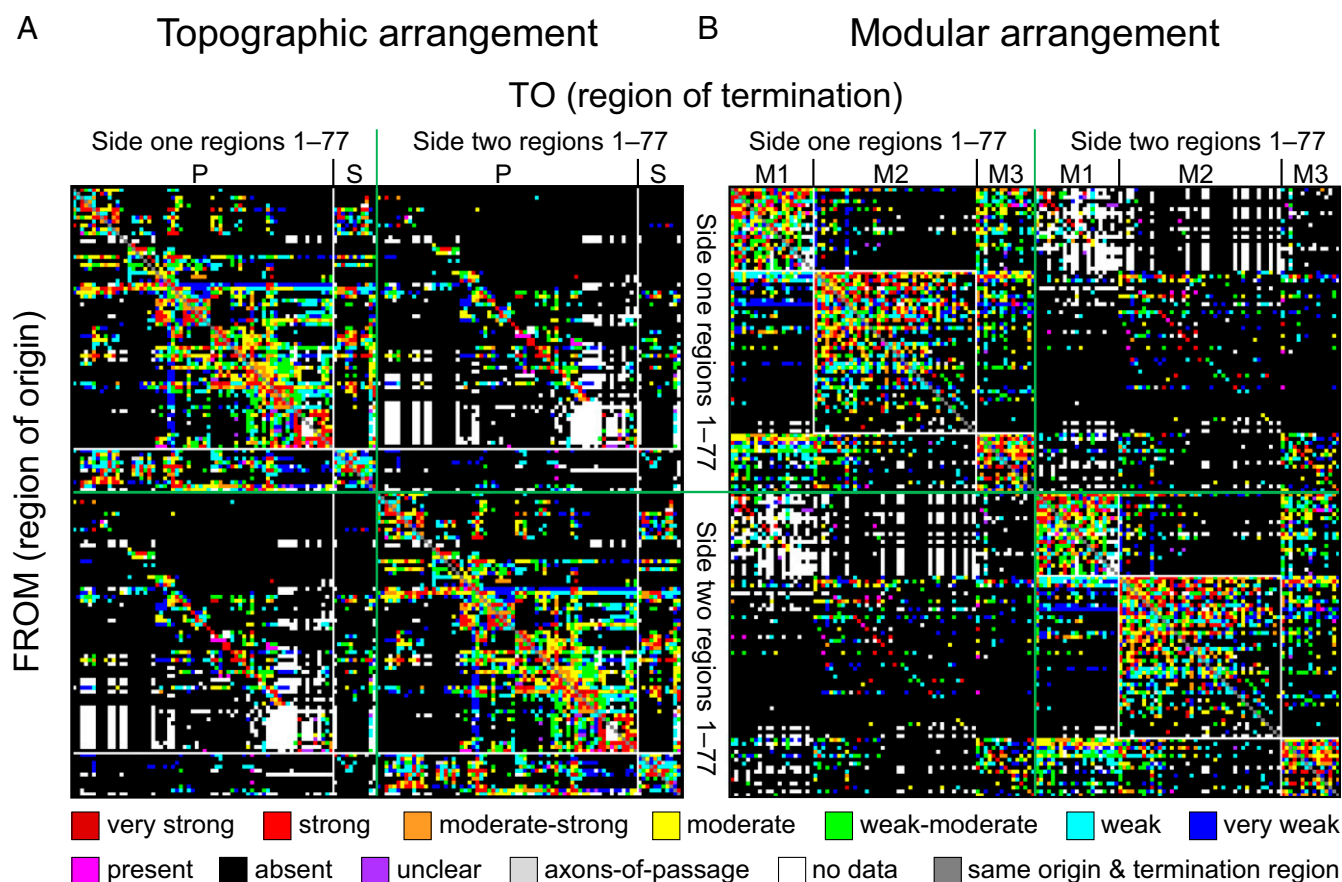 A Topographic arrangement B Modular arrangement
TO (region of termination)
Side one regions 1–77 Side two regions 1–77 Side one regions 1–77 Side two regions 1–77
P S P S M1 M2 M3 M1 M2 M3
FROM (region of origin)
Side one regions 1–77
Side two regions 1–77
very strong strong moderate-strong moderate weak-moderate weak very weak
present absent unclear axons-of-passage no data same origin & termination region